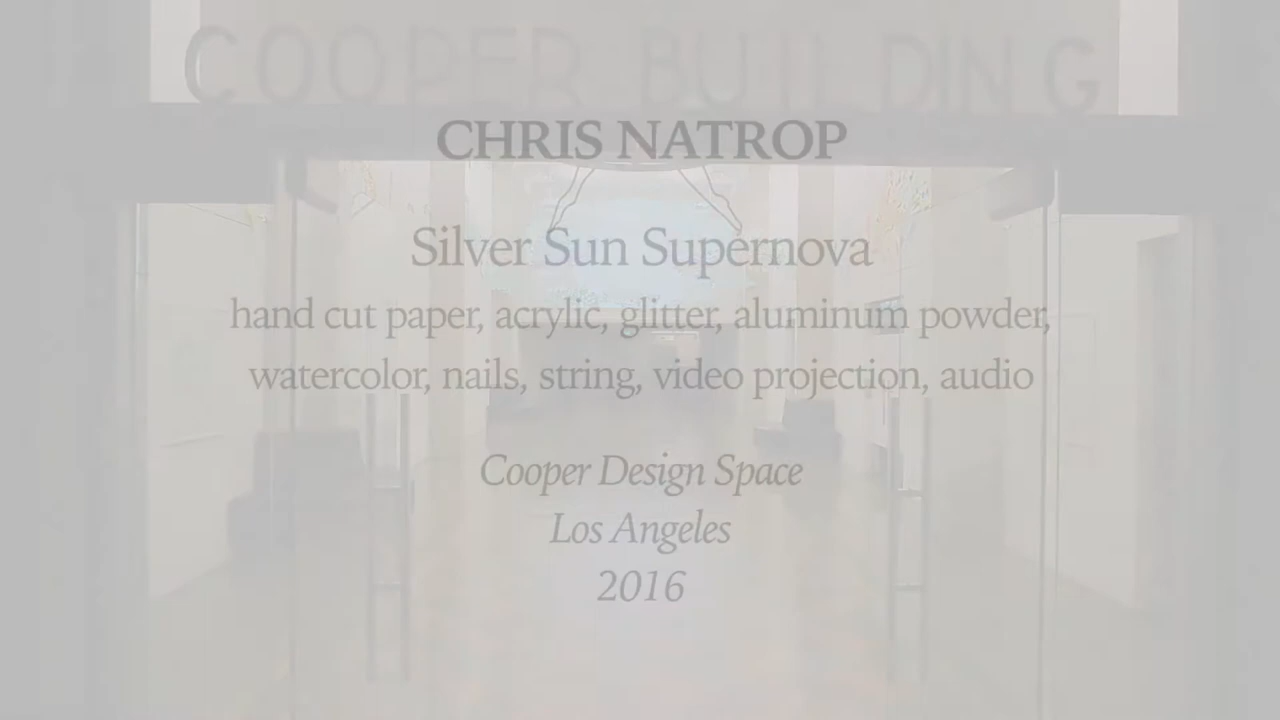 COOPER BUILDING
CHRIS NATROP
Silver Sun Supernova
hand cut paper, acrylic, glitter, aluminum powder,
watercolor, nails, string, video projection, audio
Cooper Design Space
Los Angeles
2016